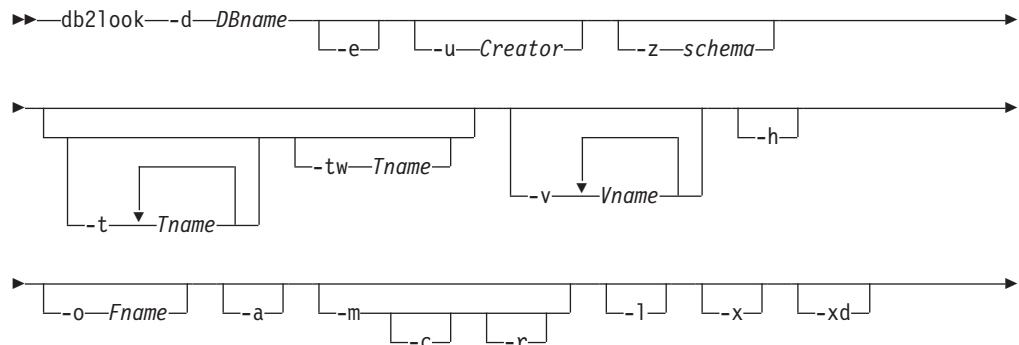 db2look -d DBname
-e
-u Creator
-z schema
-t Tname
-tw Tname
-v Vname
-h
-o Fname
-a
-m
-c
-r
-l
-x
-xd